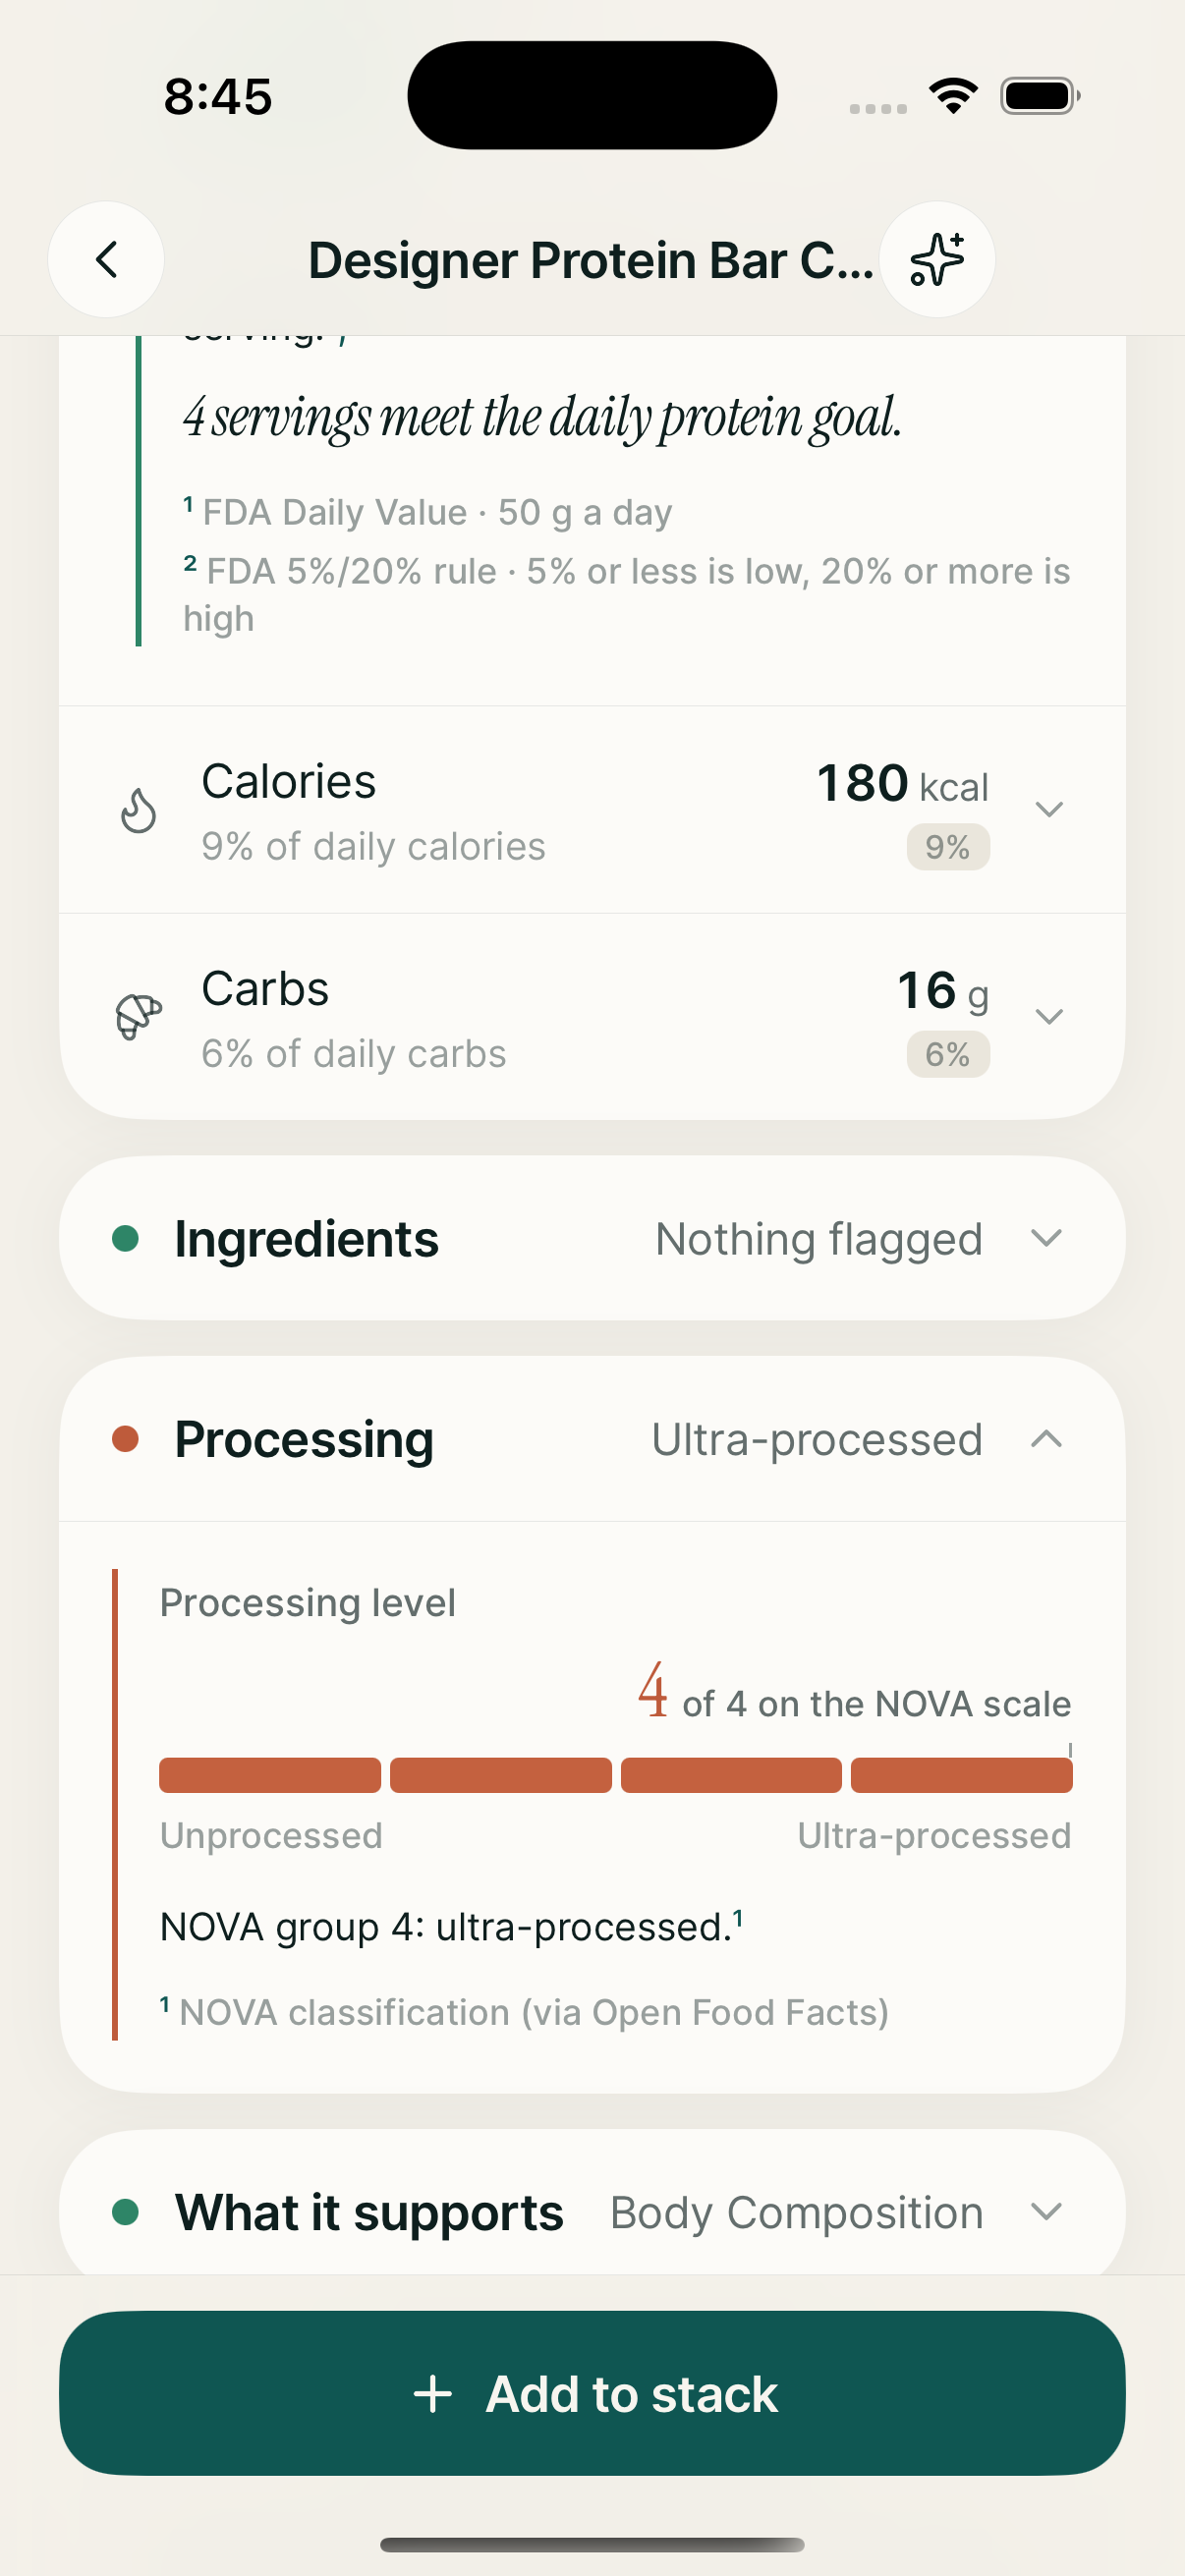 8:45
Designer Protein Bar C...
serving. ,
4 servings meet the daily protein goal.
1 FDA Daily Value · 50 g a day
2 FDA 5%/20% rule · 5% or less is low, 20% or more is
high
Calories
180 kcal
9% of daily calories
9%
Carbs
16 g
6% of daily carbs
6%
Ingredients
Nothing flagged
Processing
Ultra-processed
Processing level
4 of 4 on the NOVA scale
Unprocessed
Ultra-processed
NOVA group 4: ultra-processed.1
1 NOVA classification (via Open Food Facts)
What it supports
Body Composition
+ Add to stack